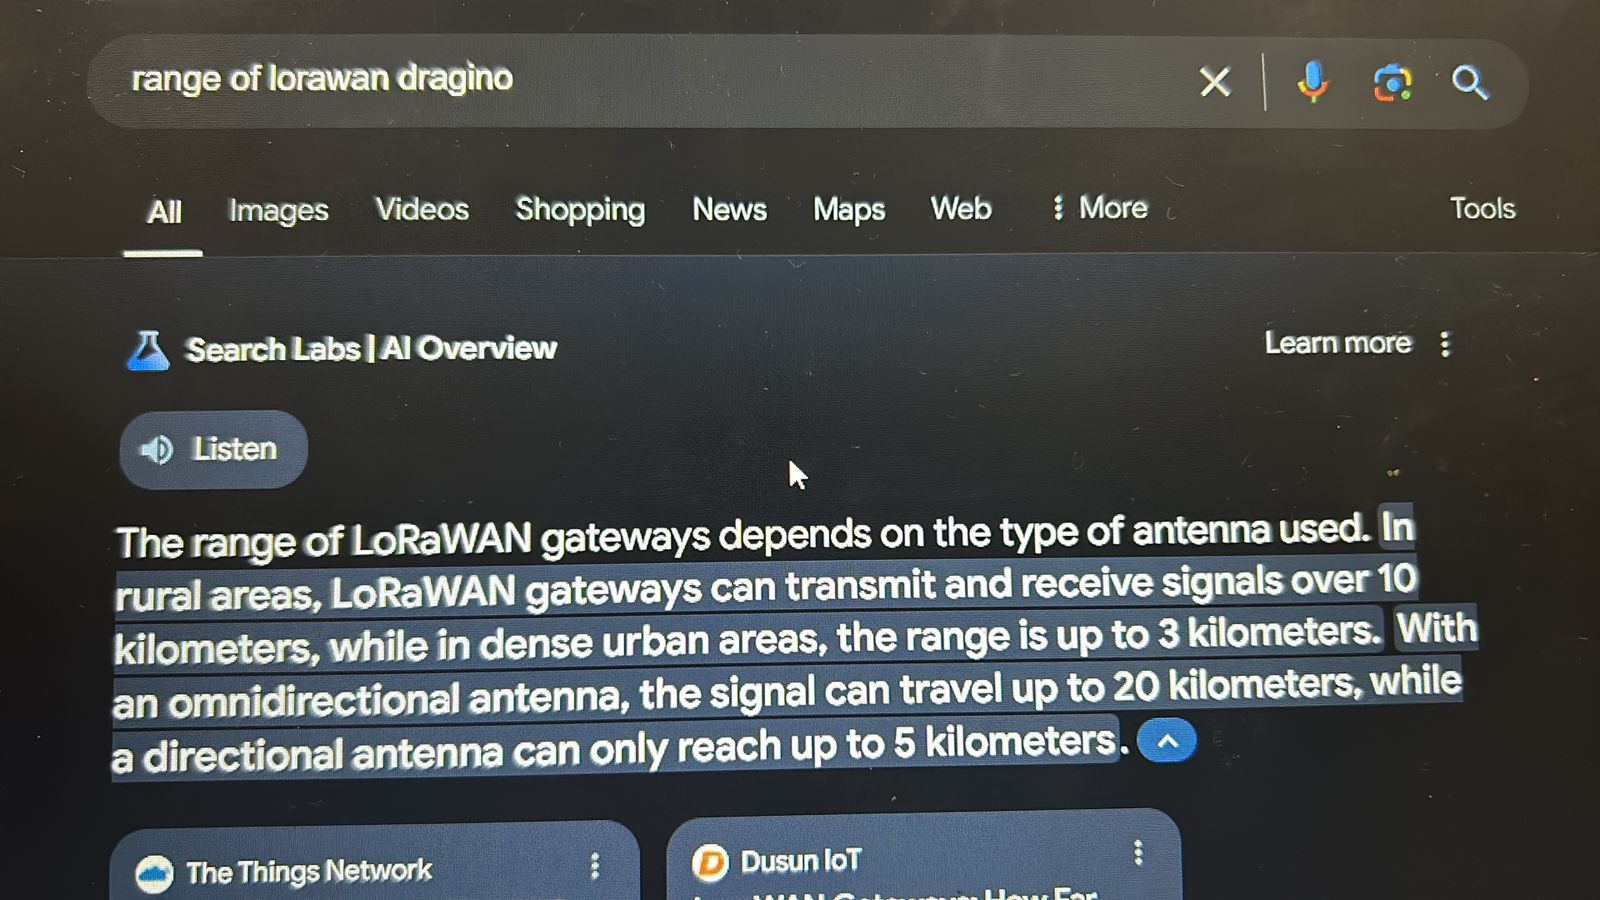 range of lorawan dragino
All Images Videos Shopping News Maps Web More Tools
Search Labs | AI Overview Learn more
Listen
The range of LoRaWAN gateways depends on the type of antenna used. In
rural areas, LoRaWAN gateways can transmit and receive signals over 10
kilometers, while in dense urban areas, the range is up to 3 kilometers. With
an omnidirectional antenna, the signal can travel up to 20 kilometers, while
a directional antenna can only reach up to 5 kilometers.
The Things Network
Dusun IoT
WAN Gateways: How Far